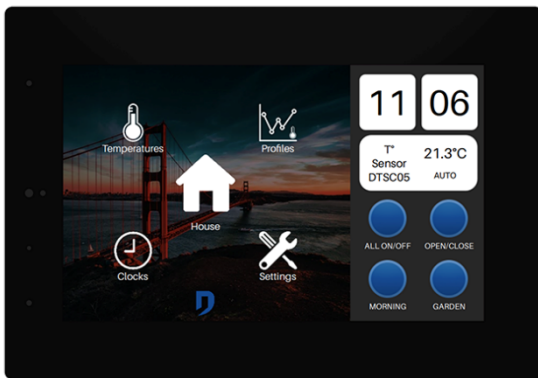 Temperatures
Profiles
House
Clocks
Settings
11 06
T°
Sensor
DTSC05
21.3°C
AUTO
ALL ON/OFF
OPEN/CLOSE
MORNING
GARDEN